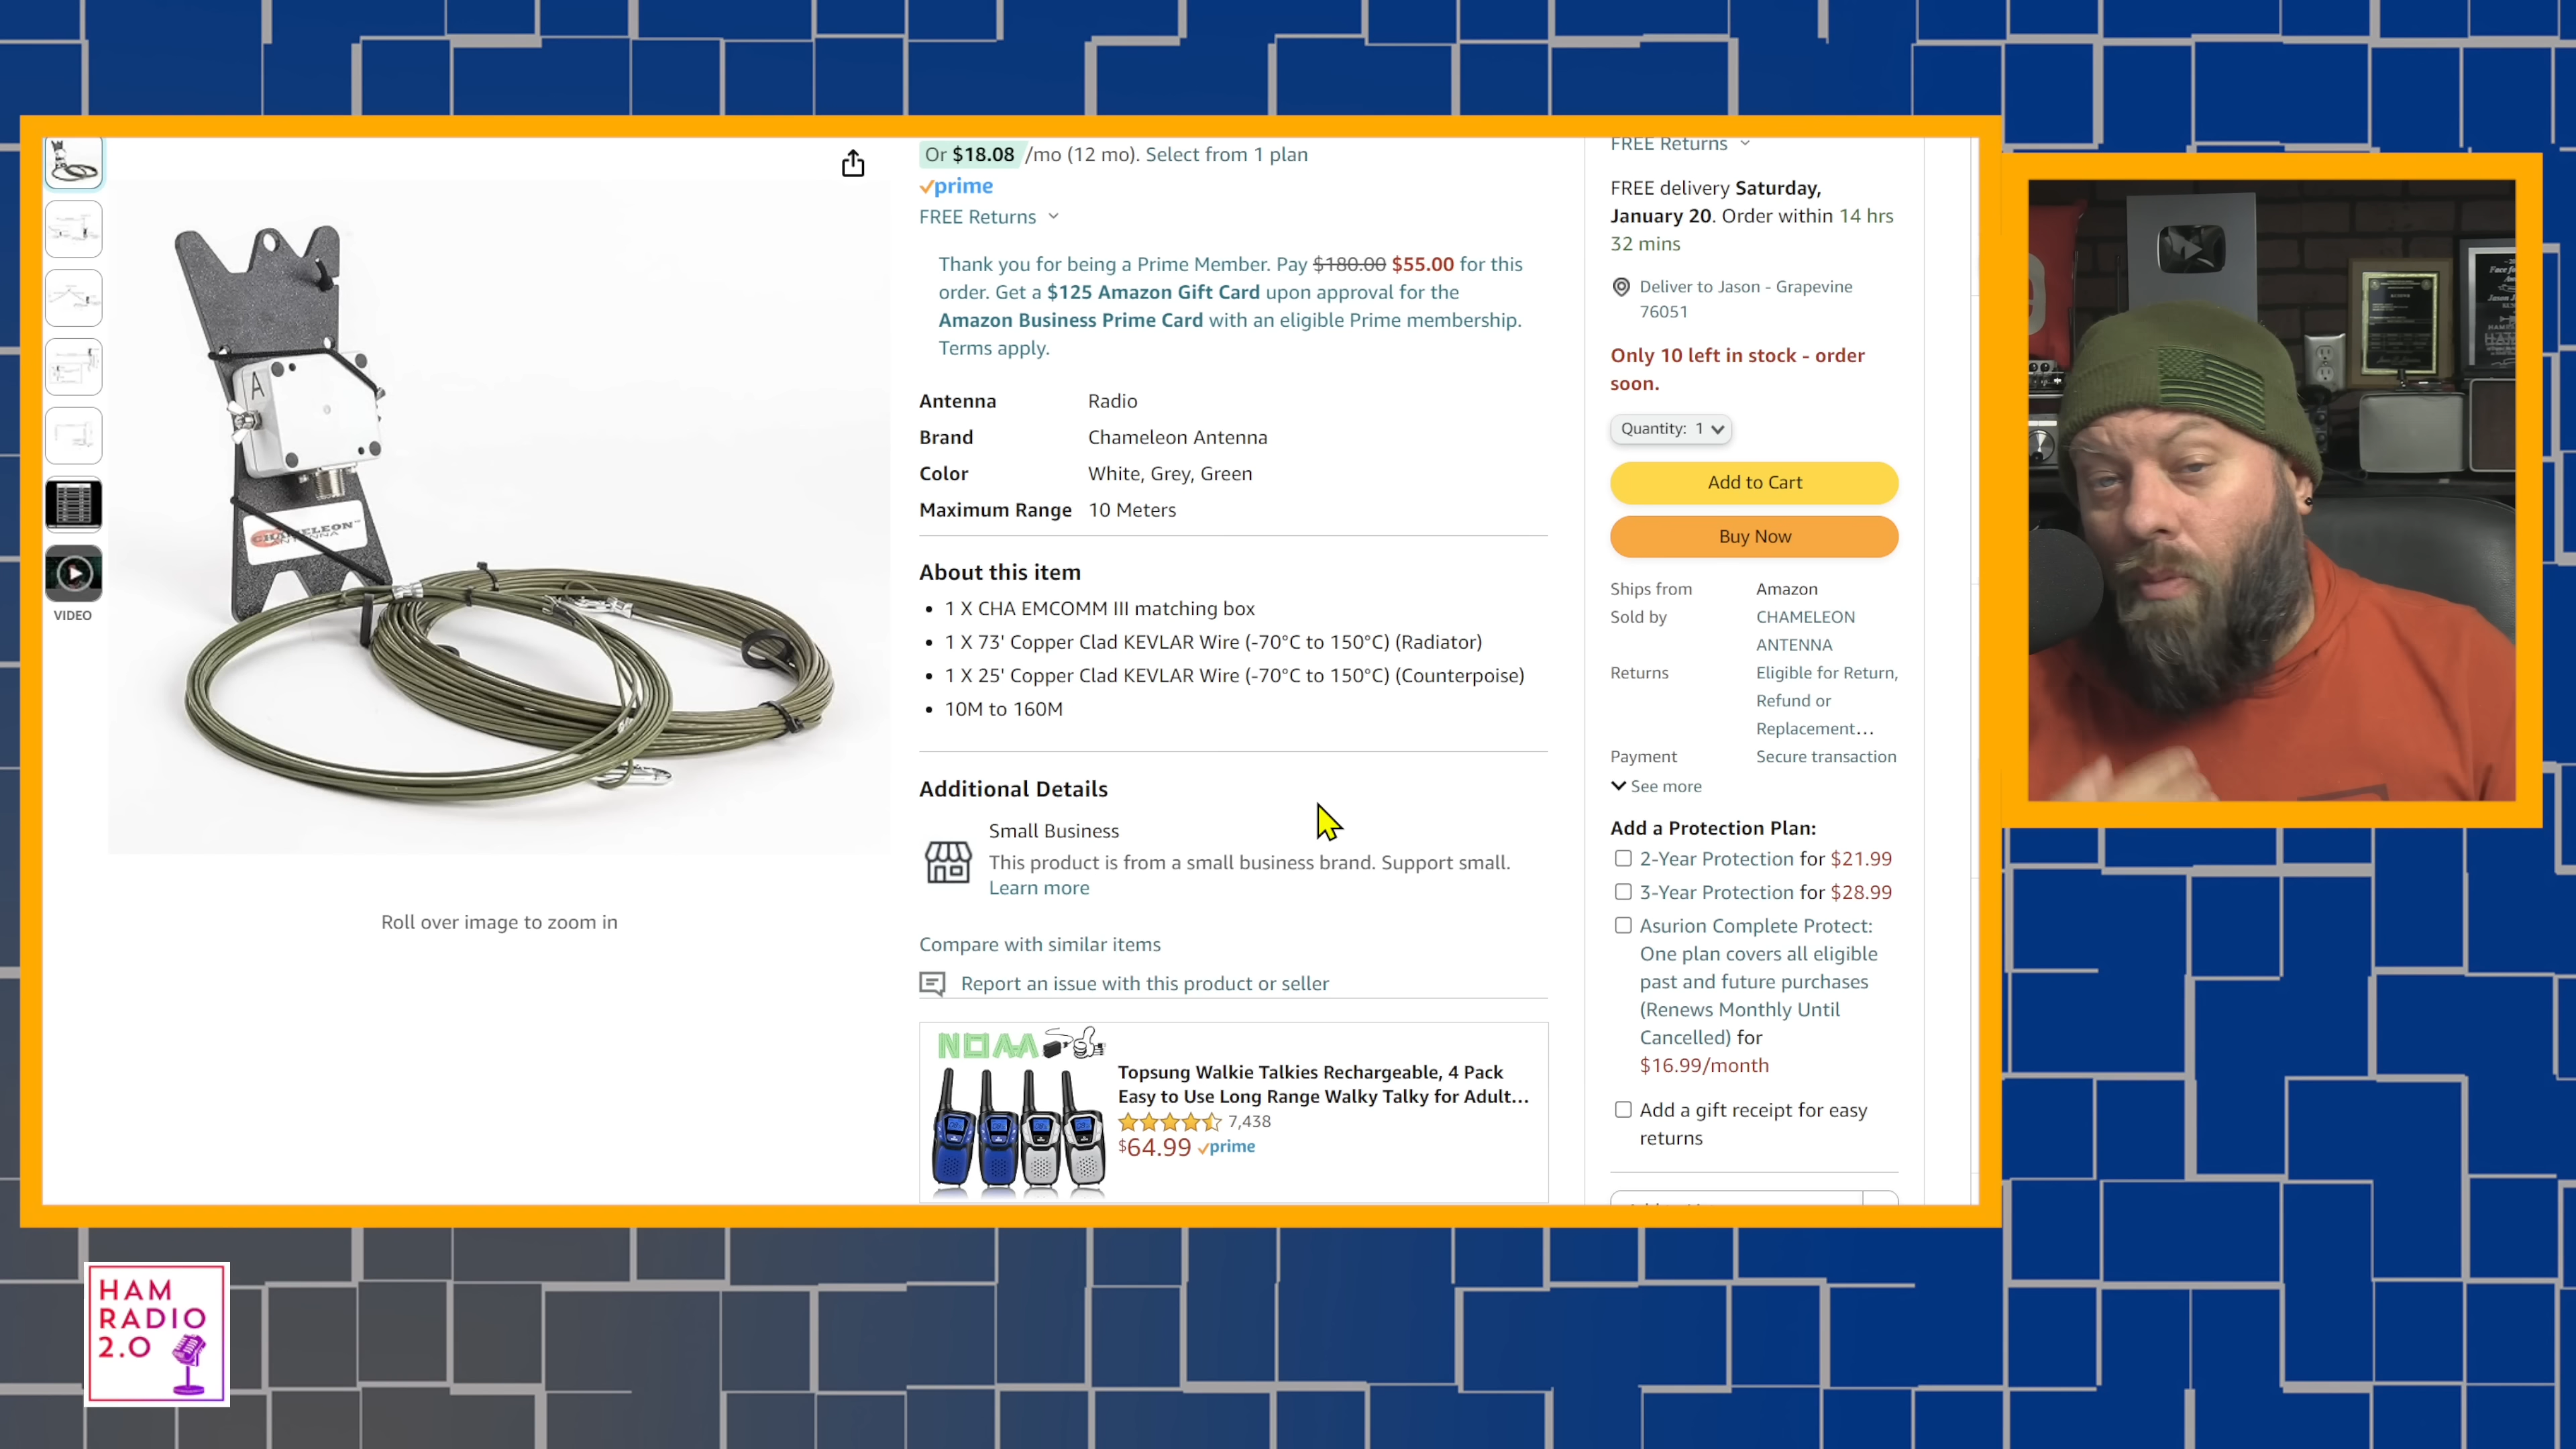 Or $18.08 /mo (12 mo). Select from 1 plan
prime
FREE Returns
Thank you for being a Prime Member. Pay $180.00 $55.00 for this
order. Get a $125 Amazon Gift Card upon approval for the
Amazon Business Prime Card with an eligible Prime membership.
Terms apply.
Antenna Radio
Brand Chameleon Antenna
Color White, Grey, Green
Maximum Range 10 Meters
About this item
• 1 X CHA EMCOMM III matching box
• 1 X 73' Copper Clad KEVLAR Wire (-70°C to 150°C) (Radiator)
• 1 X 25' Copper Clad KEVLAR Wire (-70°C to 150°C) (Counterpoise)
• 10M to 160M
Additional Details
Small Business
This product is from a small business brand. Support small.
Learn more
Compare with similar items
Report an issue with this product or seller
NOAA
Topsung Walkie Talkies Rechargeable, 4 Pack
Easy to Use Long Range Walky Talky for Adult...
7,438
$64.99 prime
A
CHAMELEON
ANTENNA
VIDEO
Roll over image to zoom in
FREE Returns
FREE delivery Saturday,
January 20. Order within 14 hrs
32 mins
Deliver to Jason - Grapevine
76051
Only 10 left in stock - order
soon.
Quantity: 1
Add to Cart
Buy Now
Ships from Amazon
Sold by CHAMELEON
ANTENNA
Returns Eligible for Return,
Refund or
Replacement...
Payment Secure transaction
See more
Add a Protection Plan:
2-Year Protection for $21.99
3-Year Protection for $28.99
Asurion Complete Protect:
One plan covers all eligible
past and future purchases
(Renews Monthly Until
Cancelled) for
$16.99/month
Add a gift receipt for easy
returns
HAM
RADIO
2.0